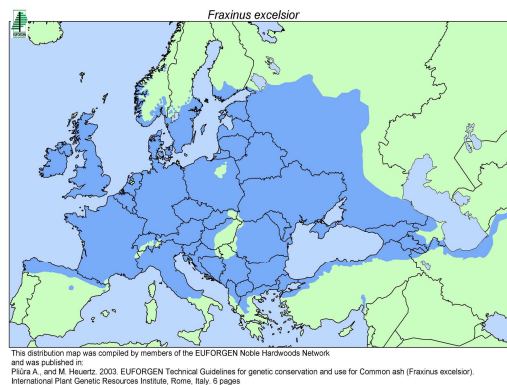 Fraxinus excelsior
EUFORGEN
This distribution map was compiled by members of the EUFORGEN Noble Hardwoods Network
and was published in:
Pliūra A., and M. Heuertz. 2003. EUFORGEN Technical Guidelines for genetic conservation and use for Common ash (Fraxinus excelsior).
International Plant Genetic Resources Institute, Rome, Italy. 6 pages